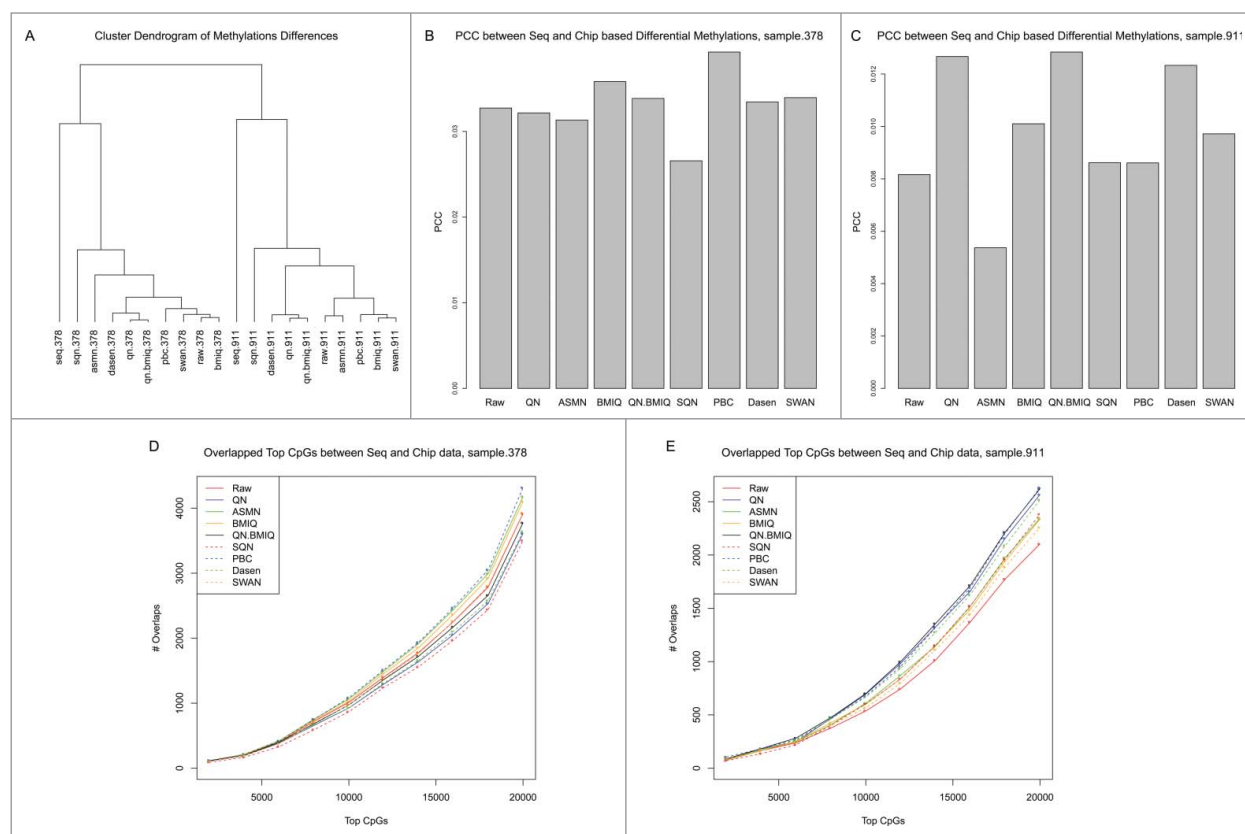 A
Cluster Dendrogram of Methylations Differences
seq.378
sqn.378
asmn.378
dasen.378
qn.378
qn.bmiq.378
pbc.378
swan.378
raw.378
bmiq.378
seq.911
sqn.911
dasen.911
qn.911
qn.bmiq.911
raw.911
asmn.911
pbc.911
bmiq.911
swan.911
B
PCC between Seq and Chip based Differential Methylations, sample.378
PCC
0.03
0.02
0.01
0.00
Raw QN ASMN BMIQ QN.BMIQ SQN PBC Dasen SWAN
C
PCC between Seq and Chip based Differential Methylations, sample.911
PCC
0.012
0.010
0.008
0.006
0.004
0.002
0.000
Raw QN ASMN BMIQ QN.BMIQ SQN PBC Dasen SWAN
D
Overlapped Top CpGs between Seq and Chip data, sample.378
Raw
QN
ASMN
BMIQ
QN.BMIQ
SQN
PBC
Dasen
SWAN
# Overlaps
4000
3000
2000
1000
0
5000 10000 15000 20000
Top CpGs
E
Overlapped Top CpGs between Seq and Chip data, sample.911
Raw
QN
ASMN
BMIQ
QN.BMIQ
SQN
PBC
Dasen
SWAN
# Overlaps
2500
2000
1500
1000
500
0
5000 10000 15000 20000
Top CpGs